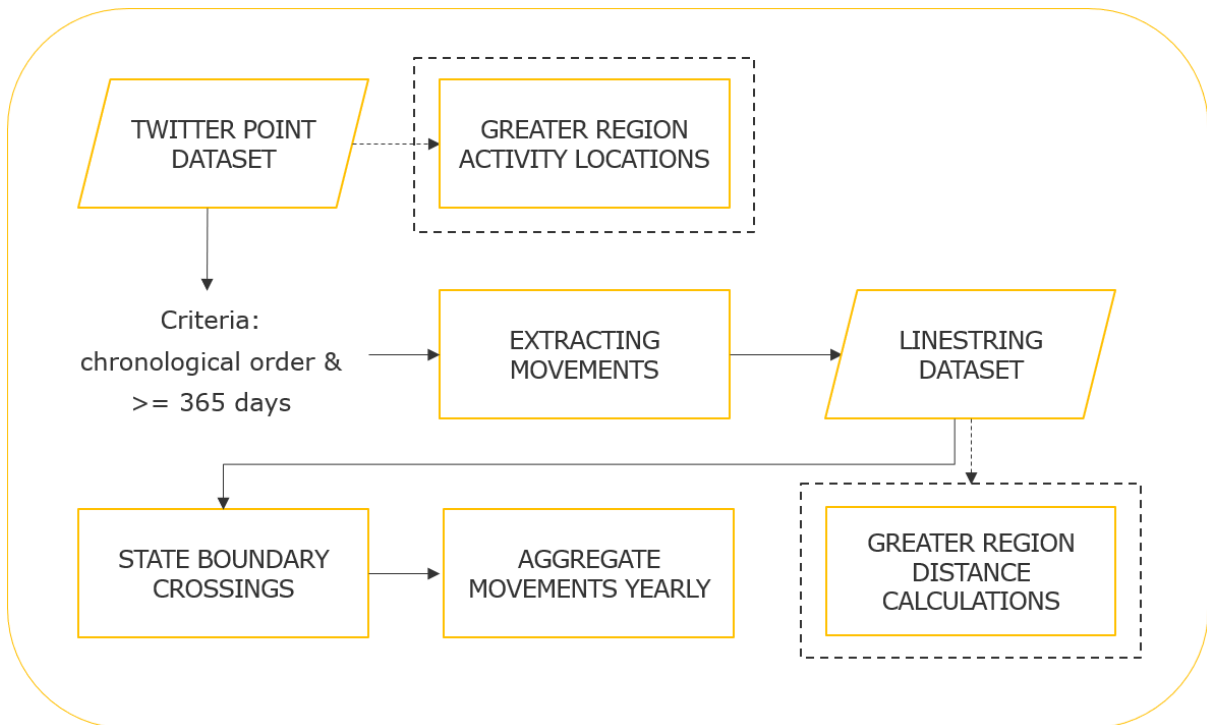 TWITTER POINT
DATASET
GREATER REGION
ACTIVITY LOCATIONS
Criteria:
chronological order &
>= 365 days
EXTRACTING
MOVEMENTS
LINESTRING
DATASET
STATE BOUNDARY
CROSSINGS
AGGREGATE
MOVEMENTS YEARLY
GREATER REGION
DISTANCE
CALCULATIONS